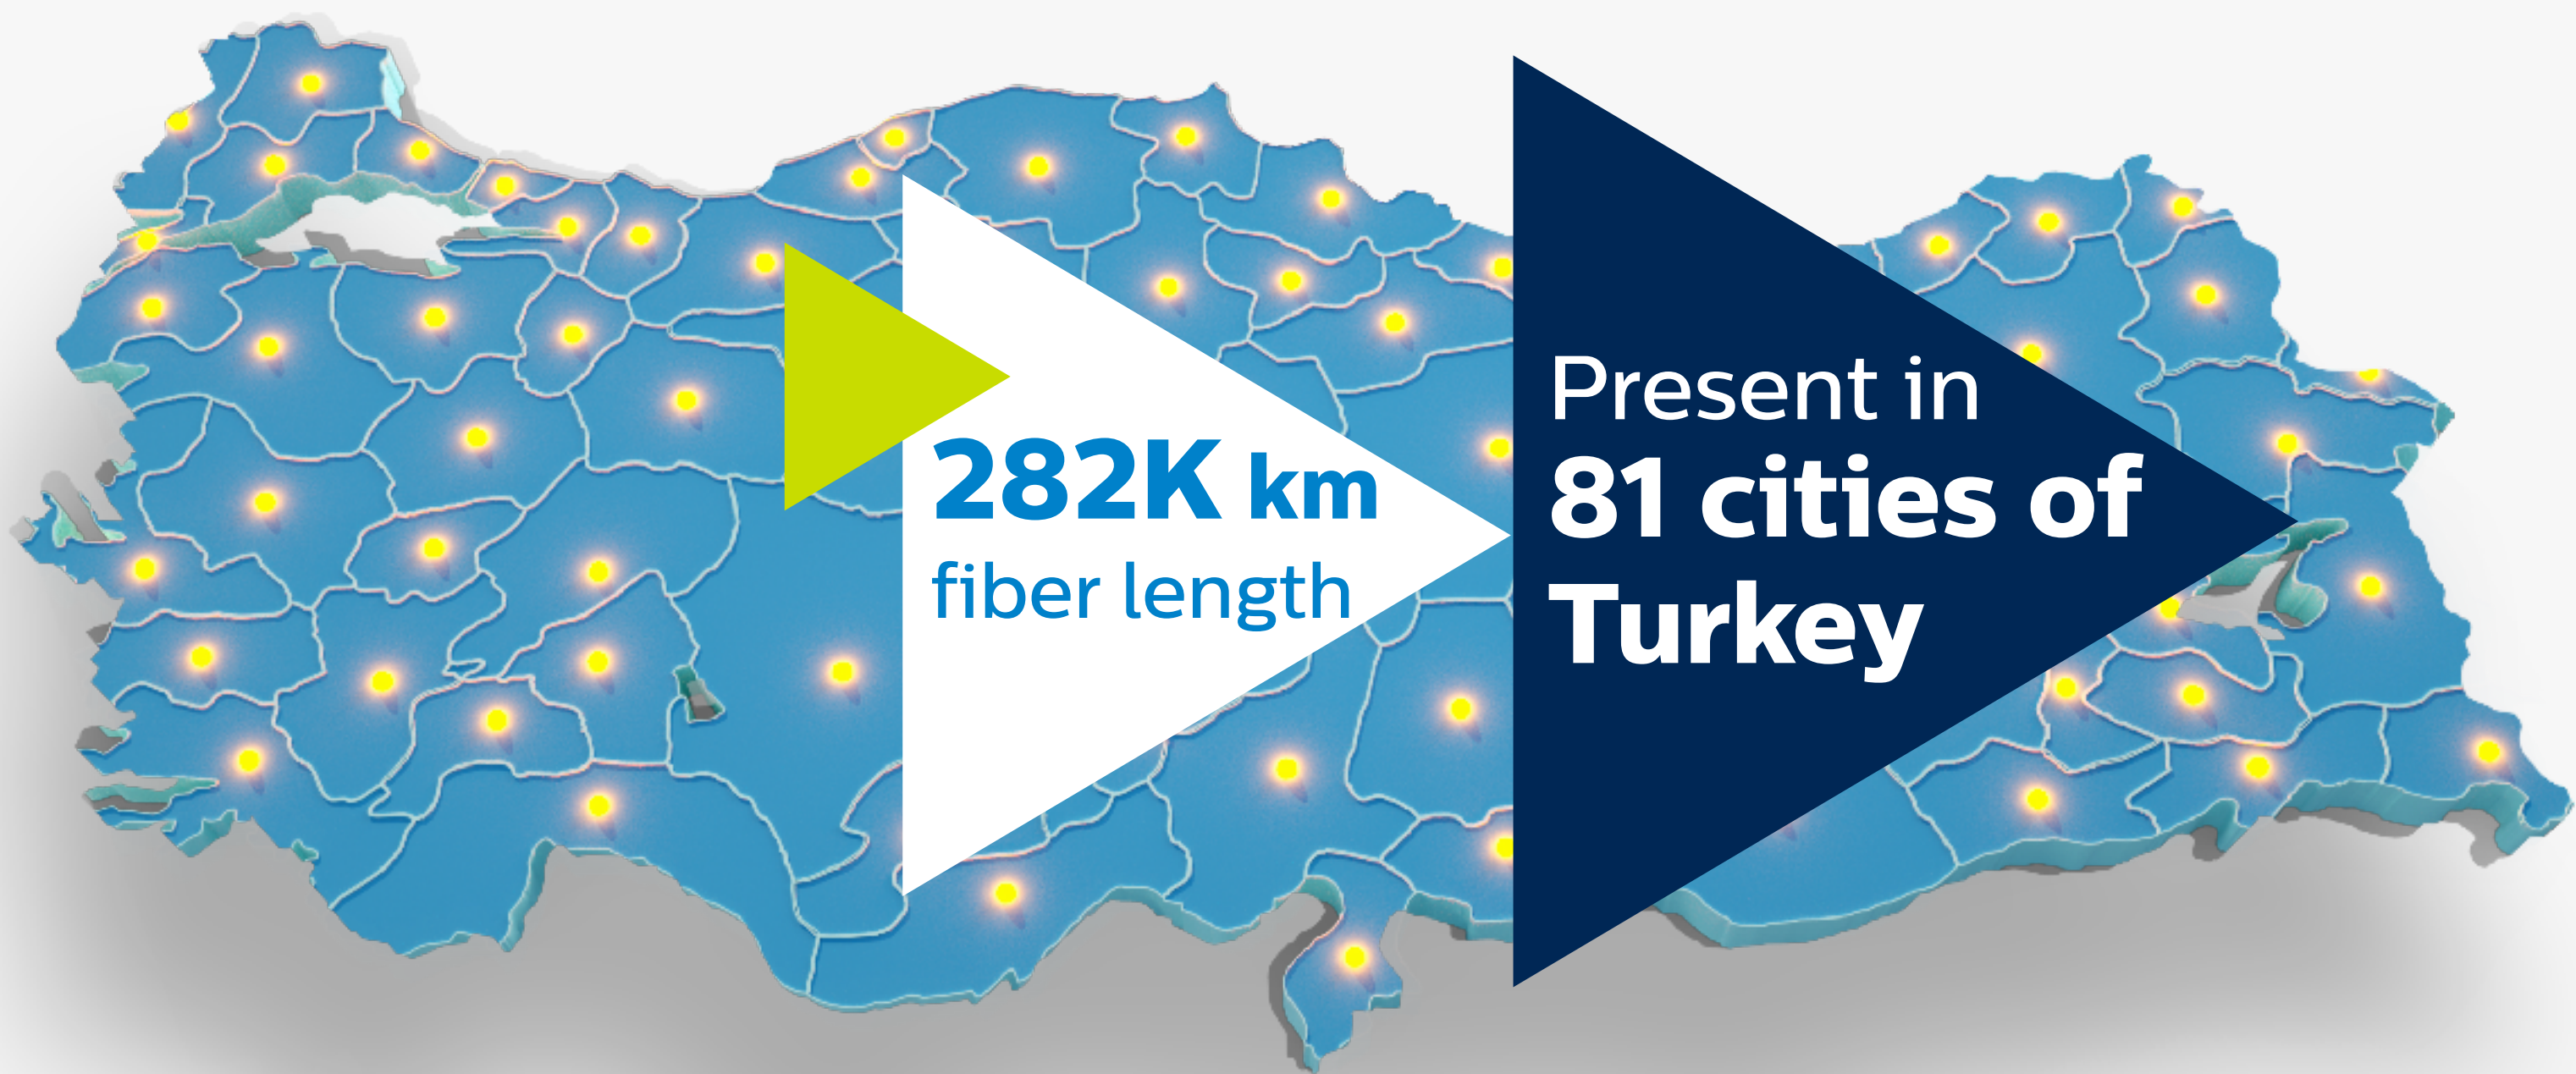 282K km
fiber length
Present in
81 cities of
Turkey